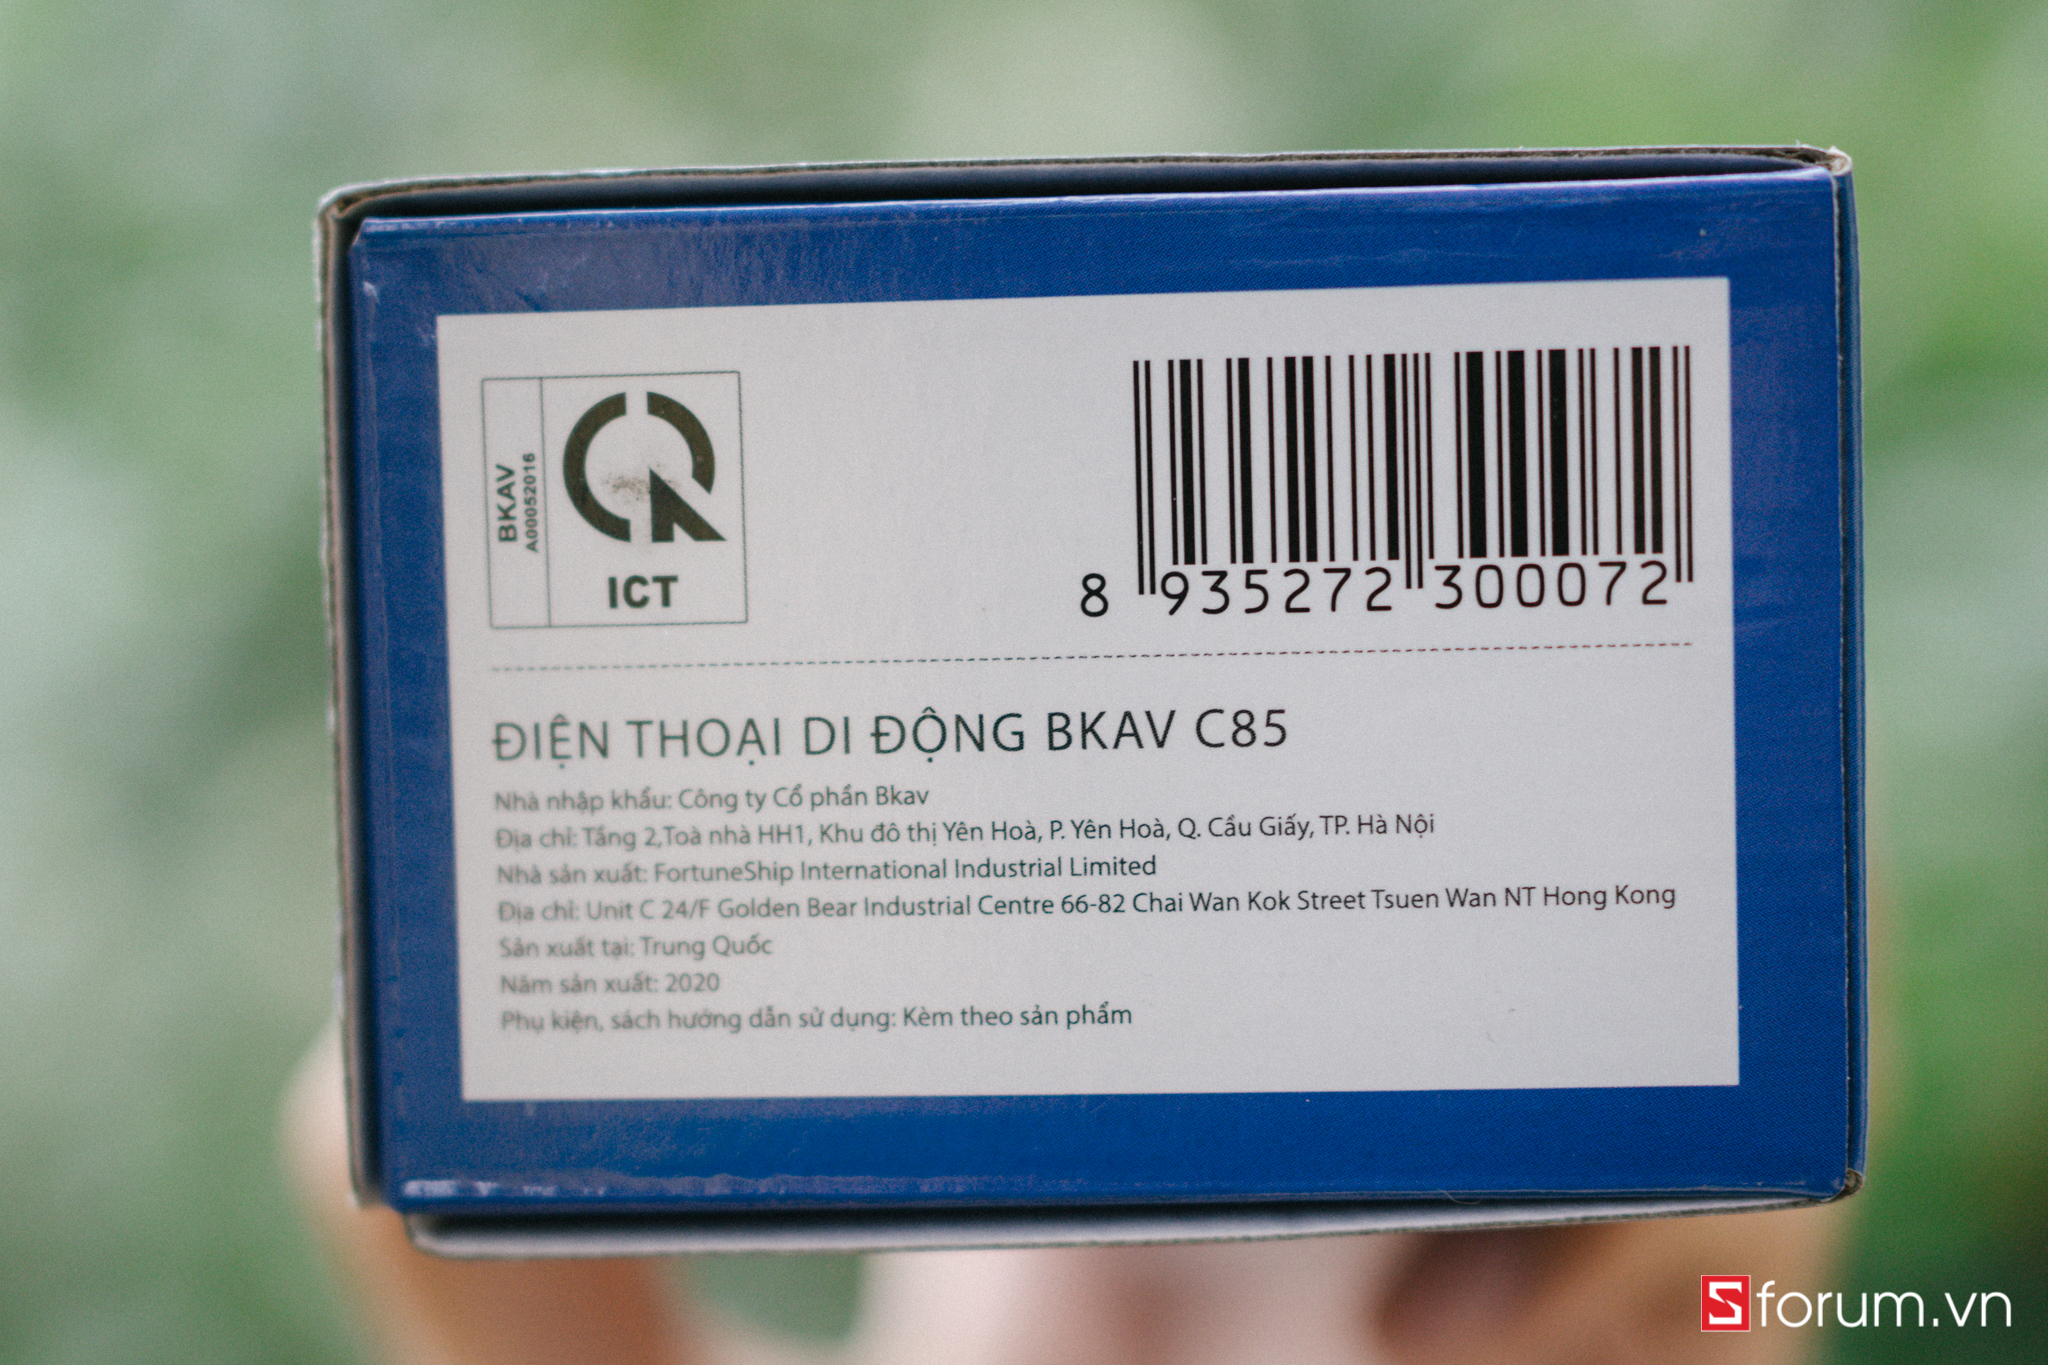 BKAV
A00052016
ICT
8 935272 300072
ĐIỆN THOẠI DI ĐỘNG BKAV C85
Nhà nhập khẩu: Công ty Cổ phần Bkav
Địa chỉ: Tầng 2,Toà nhà HH1, Khu đô thị Yên Hoà, P. Yên Hoà, Q. Cầu Giấy, TP. Hà Nội
Nhà sản xuất: FortuneShip International Industrial Limited
Địa chỉ: Unit C 24/F Golden Bear Industrial Centre 66-82 Chai Wan Kok Street Tsuen Wan NT Hong Kong
Sản xuất tại: Trung Quốc
Năm sản xuất: 2020
Phụ kiện, sách hướng dẫn sử dụng: Kèm theo sản phẩm
Sforum.vn